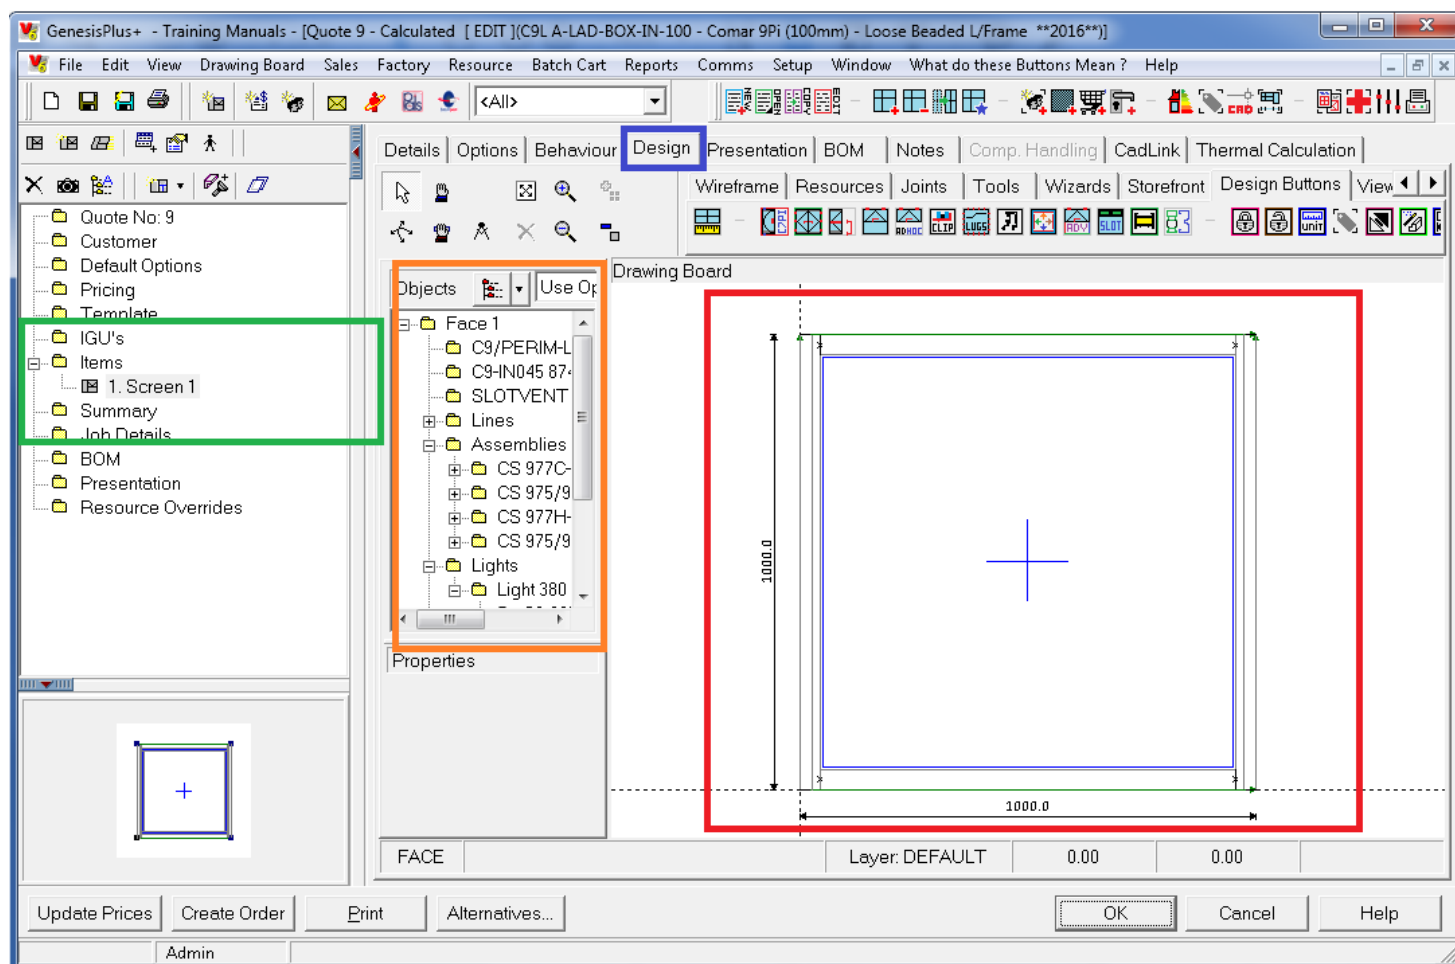 GenesisPlus+ - Training Manuals - [Quote 9 - Calculated [ EDIT ](C9L A-LAD-BOX-IN-100 - Comar 9Pi (100mm) - Loose Beaded L/Frame **2016**)]
File Edit View Drawing Board Sales Factory Resource Batch Cart Reports Comms Setup Window What do these Buttons Mean ? Help
<All>
Details Options Behaviour Design Presentation BOM Notes Comp. Handling CadLink Thermal Calculation
Wireframe Resources Joints Tools Wizards Storefront Design Buttons View
Quote No: 9
Customer
Default Options
Pricing
Template
IGU's
Items
1. Screen 1
Summary
Job Details
BOM
Presentation
Resource Overrides
Objects Use Op
Face 1
C9/PERIM-L
C9-IN045 874
SLOTVENT
Lines
Assemblies
CS 977C-
CS 975/9
CS 977H-
CS 975/9
Lights
Light 380
Properties
Drawing Board
1000.0
1000.0
FACE Layer: DEFAULT 0.00 0.00
Update Prices Create Order Print Alternatives... OK Cancel Help
Admin